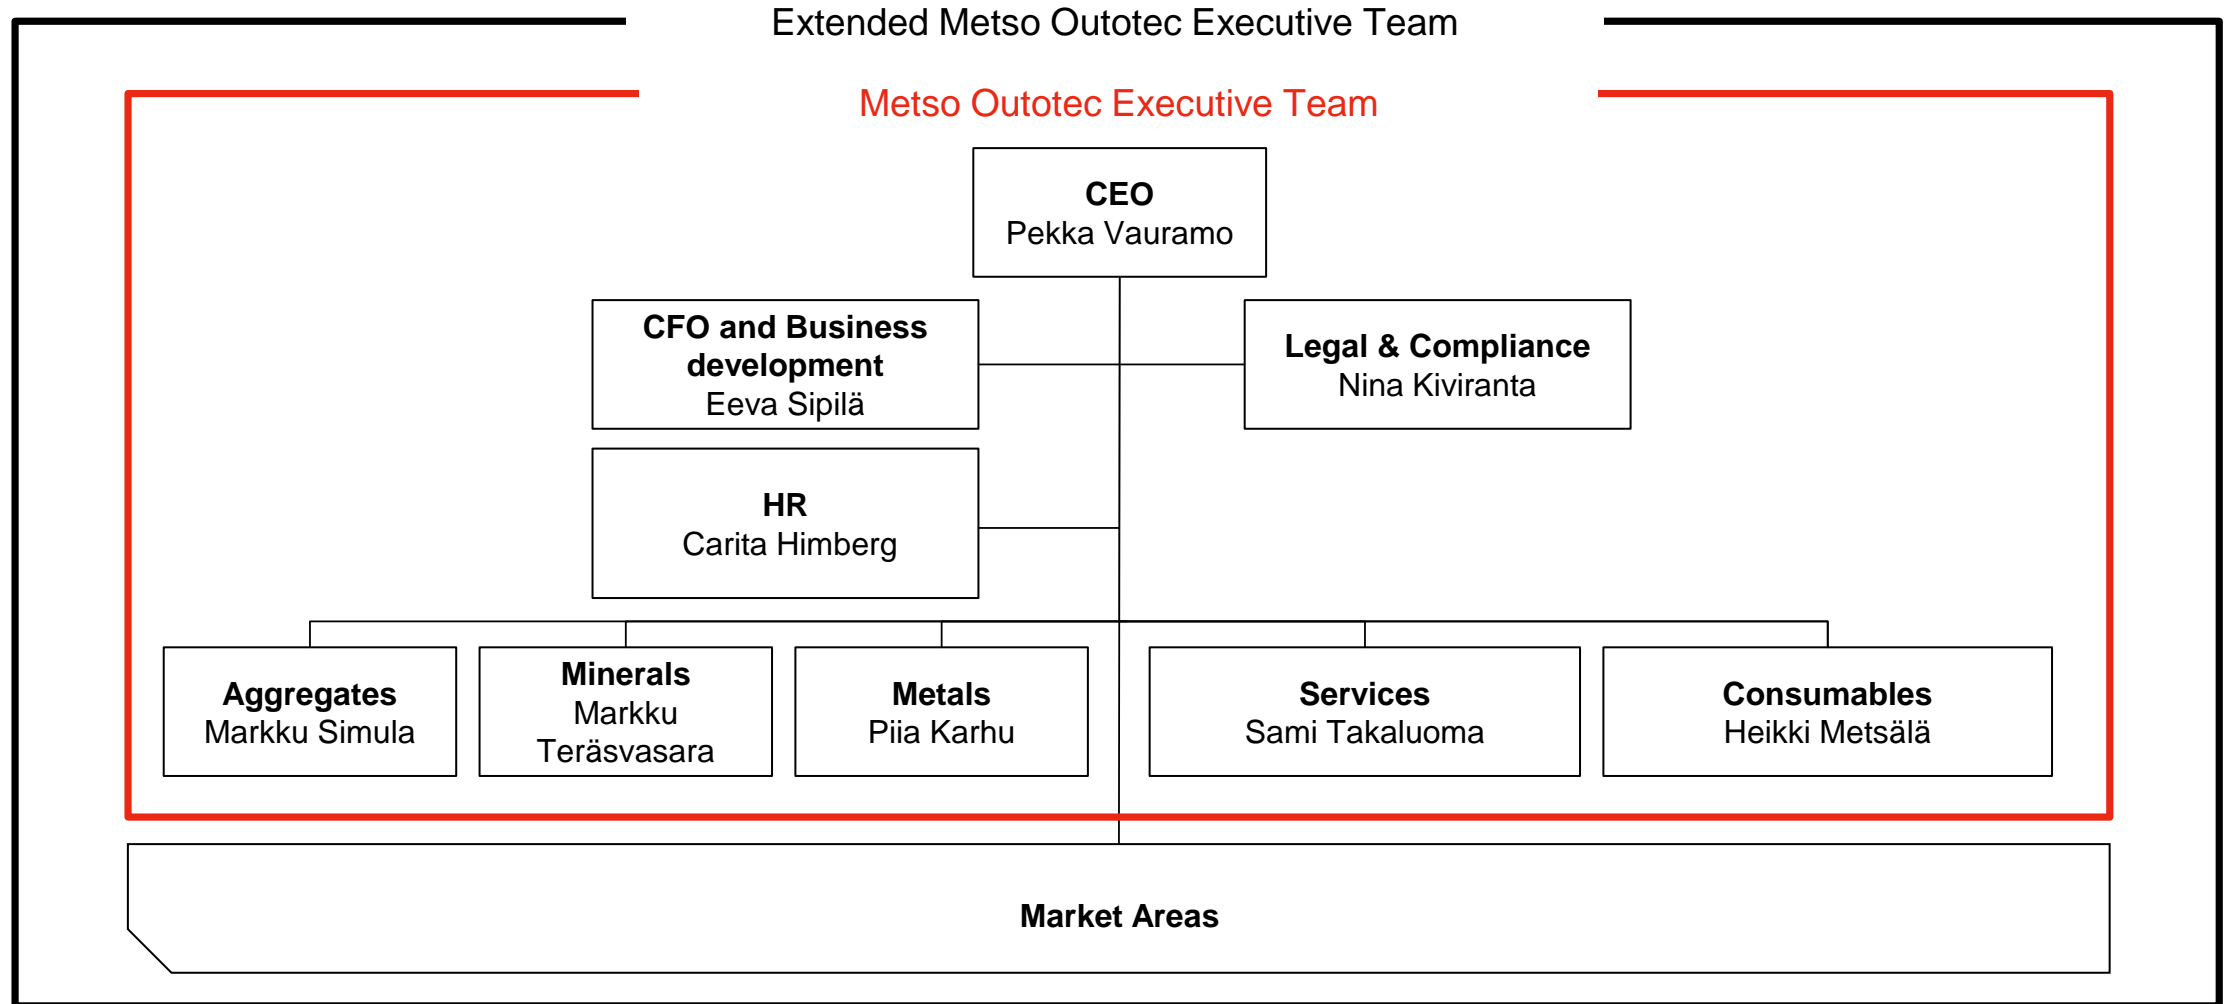 Extended Metso Outotec Executive Team
Metso Outotec Executive Team
CEO
Pekka Vauramo
CFO and Business
development
Eeva Sipilä
Legal & Compliance
Nina Kiviranta
HR
Carita Himberg
Aggregates
Markku Simula
Minerals
Markku
Teräsvasara
Metals
Piia Karhu
Services
Sami Takaluoma
Consumables
Heikki Metsälä
Market Areas